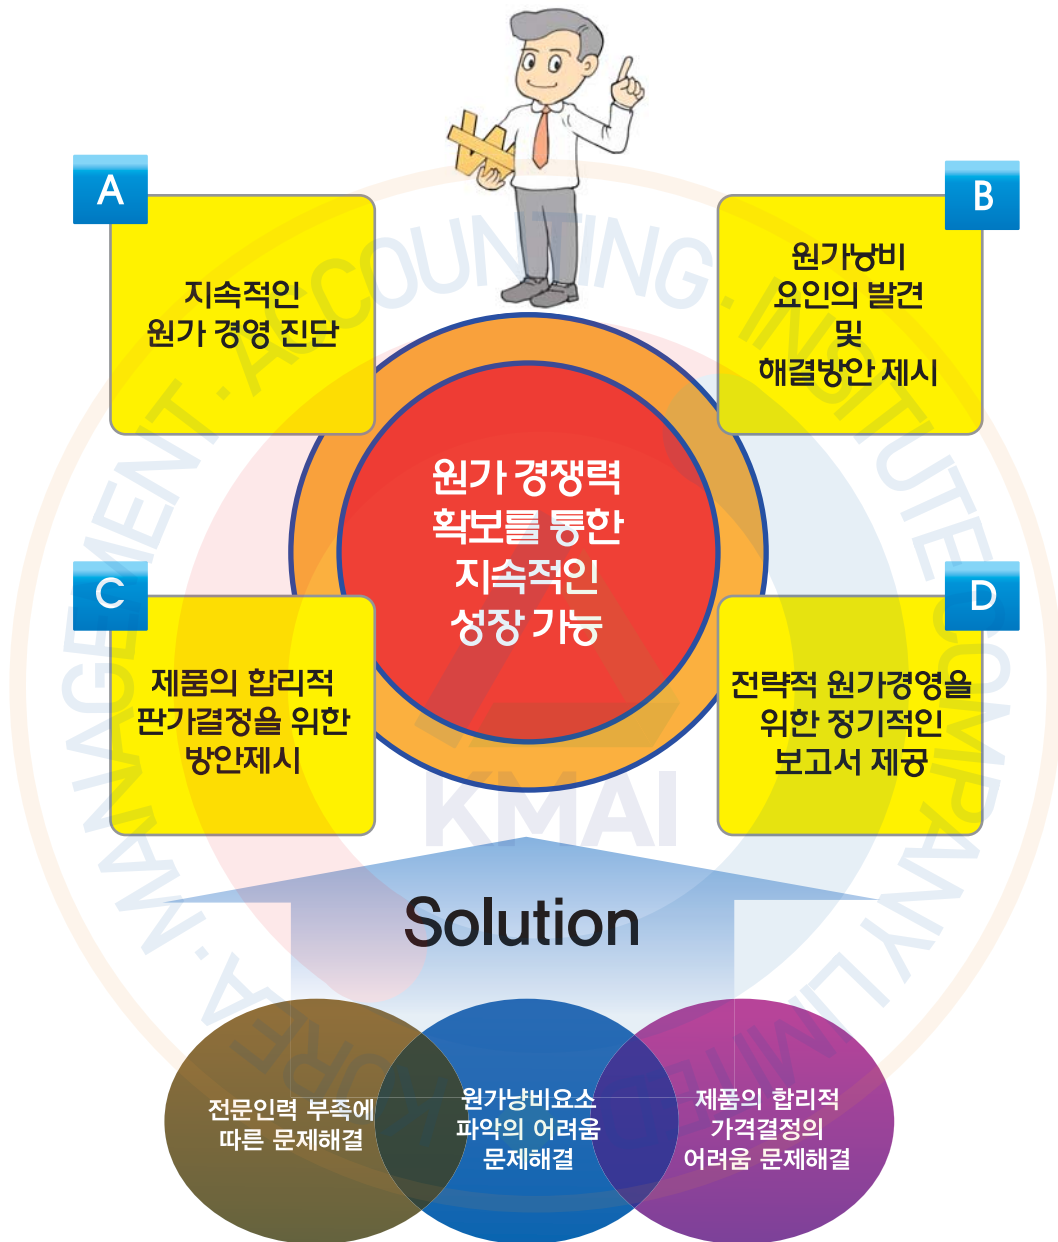 A
지속적인
원가 경영 진단
B
원가낭비
요인의 발견
및
해결방안 제시
원가 경쟁력
확보를 통한
지속적인
성장 가능
C
제품의 합리적
판가결정을 위한
방안제시
D
전략적 원가경영을
위한 정기적인
보고서 제공
KMAI
KOREA · MANAGEMENT · ACCOUNTING · INSITUTE COMPANY LIMITED
Solution
전문인력 부족에
따른 문제해결
원가낭비요소
파악의 어려움
문제해결
제품의 합리적
가격결정의
어려움 문제해결